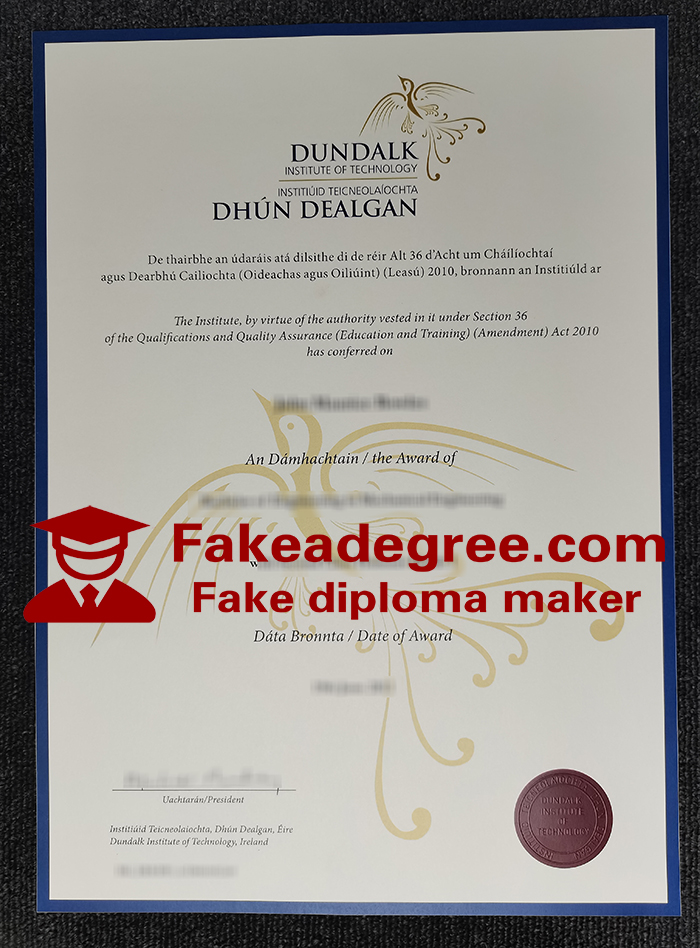 DUNDALK
INSTITUTE OF TECHNOLOGY
INSTITIÚID TEICNEOLAÍOCHTA
DHÚN DEALGAN
De thairbhe an údaráis atá dilsithe di de réir Alt 36 d'Acht um Cháilíochtaí
agus Dearbhú Cailiochta (Oideachas agus Oiliúint) (Leasú) 2010, bronnann an Institiúld ar
The Institute, by virtue of the authority vested in it under Section 36
of the Qualifications and Quality Assurance (Education and Training) (Amendment) Act 2010
has conferred on
An Dámhachtain / the Award of
Fakeadegree.com
Fake diploma maker
Dáta Bronnta / Date of Award
Uachtarán/President
Institiúid Teicneolaiochta, Dhún Dealgan, Éire
Dundalk Institute of Technology, Ireland
DUNDALK
INSTITUTE
OF
TECHNOLOGY